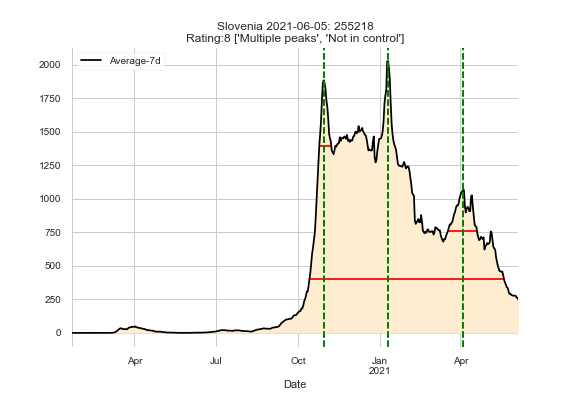 Slovenia 2021-06-05: 255218
Rating:8 ['Multiple peaks', 'Not in control']
Average-7d
2000
1750
1500
1250
1000
750
500
250
0
Apr
Jul
Oct
Jan
2021
Apr
Date